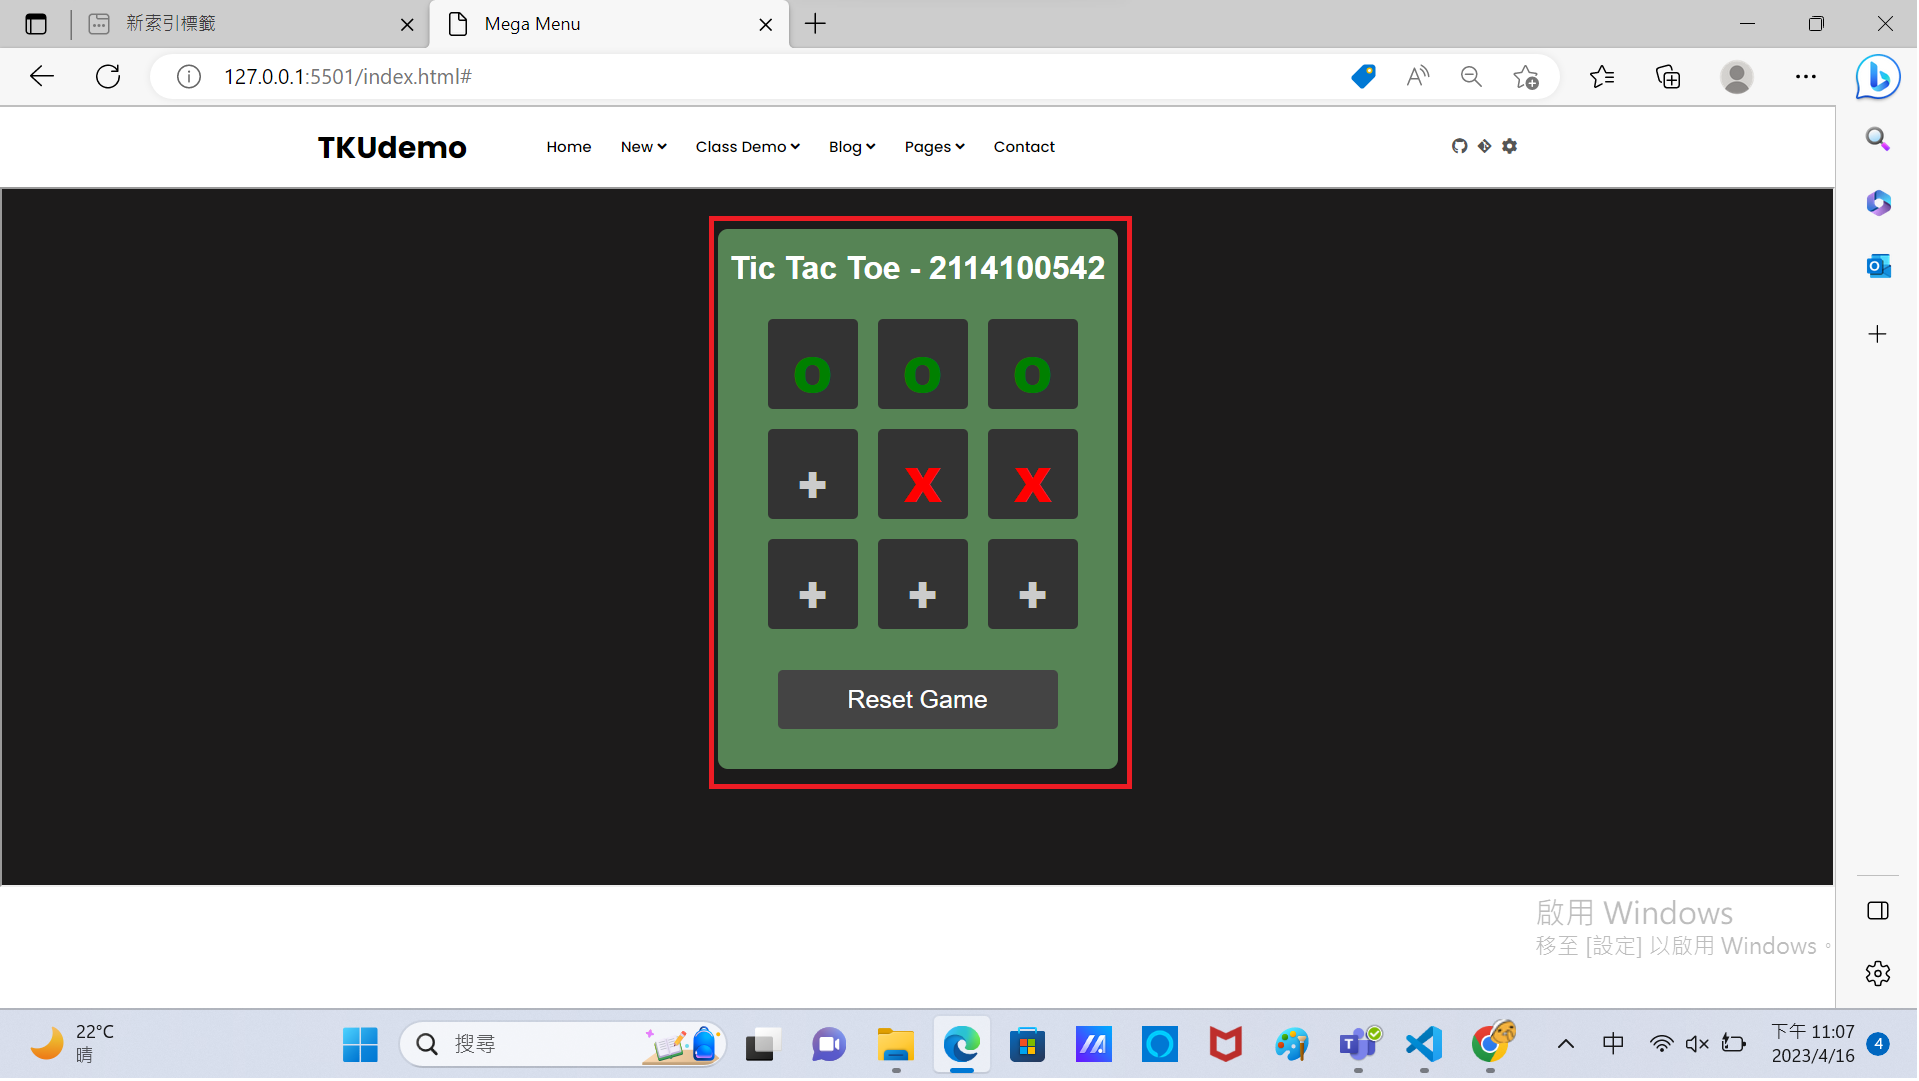 新索引標籤
Mega Menu
127.0.0.1:5501/index.html#
TKUdemo
Home New Class Demo Blog Pages Contact
Tic Tac Toe - 2114100542
o o o
+ x x
+ + +
Reset Game
啟用 Windows
移至 [設定] 以啟用 Windows。
22°C
晴
搜尋
中
下午 11:07
2023/4/16
4